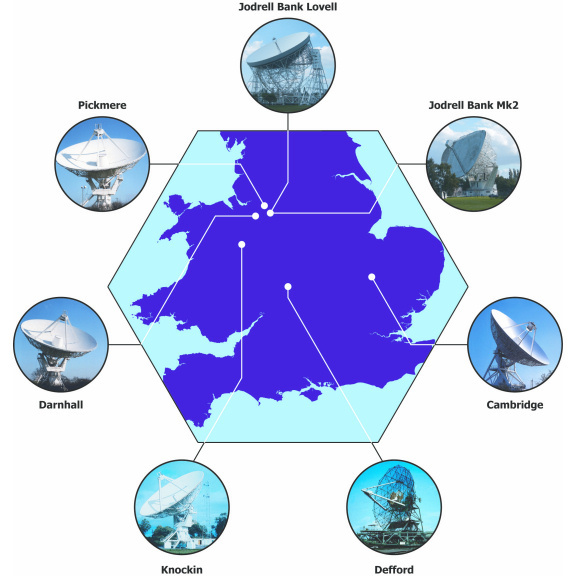 Jodrell Bank Lovell
Pickmere
Jodrell Bank Mk2
Darnhall
Cambridge
Knockin
Defford